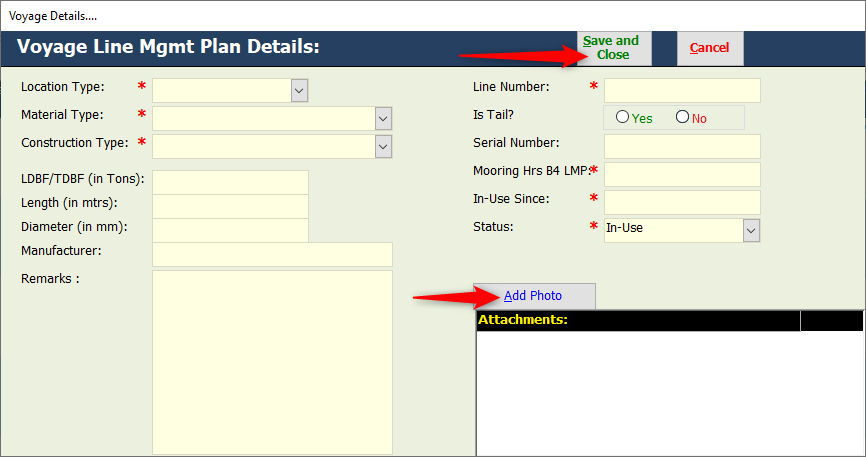 Voyage Details....
Voyage Line Mgmt Plan Details:
Save and
Close
Cancel
Location Type: *
Material Type: *
Construction Type: *
LDBF/TDBF (in Tons):
Length (in mtrs):
Diameter (in mm):
Manufacturer:
Remarks :
Line Number: *
Is Tail? Yes No
Serial Number:
Mooring Hrs B4 LMP: *
In-Use Since: *
Status: * In-Use
Add Photo
Attachments: